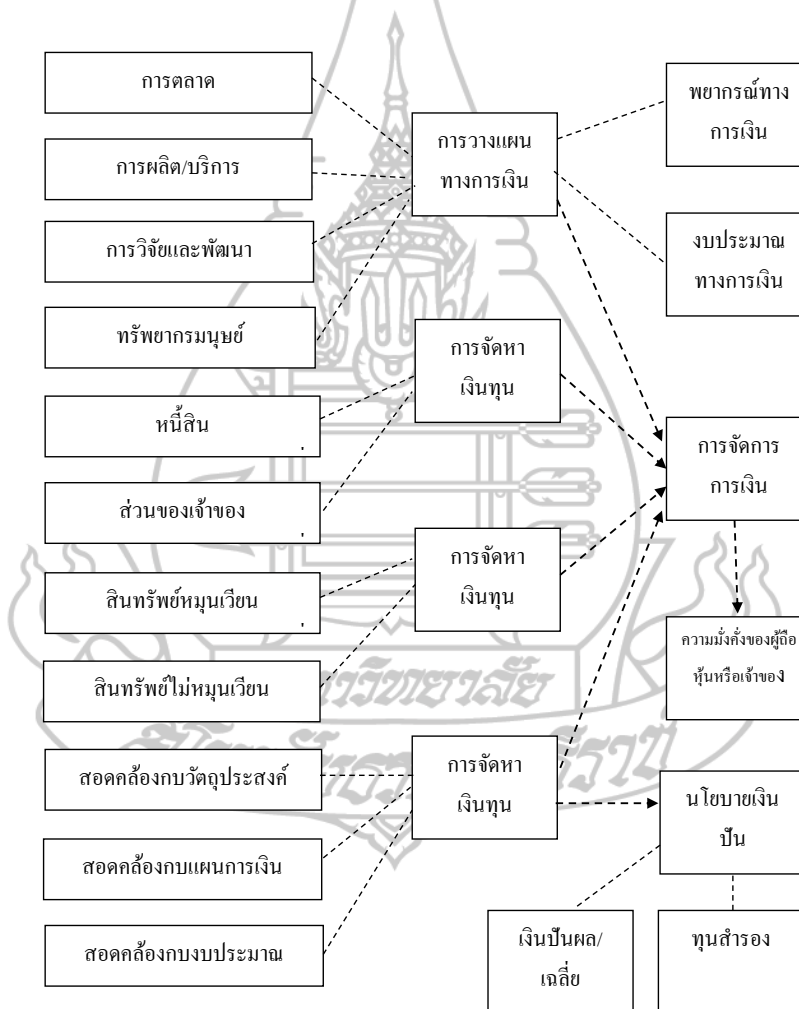 การตลาด
การผลิต/บริการ
การวิจัยและพัฒนา
ทรัพยากรมนุษย์
หนี้สิน
ส่วนของเจ้าของ
สินทรัพย์หมุนเวียน
สินทรัพย์ไม่หมุนเวียน
สอดคล้องกบวัตถุประสงค์
สอดคล้องกบแผนการเงิน
สอดคล้องกบงบประมาณ
การวางแผน
ทางการเงิน
การจัดหา
เงินทุน
การจัดหา
เงินทุน
การจัดหา
เงินทุน
พยากรณ์ทาง
การเงิน
งบประมาณ
ทางการเงิน
การจัดการ
การเงิน
ความมั่งคั่งของผู้ถือ
หุ้นหรือเจ้าของ
นโยบายเงิน
ปัน
เงินปันผล/
เฉลี่ย
ทุนสำรอง